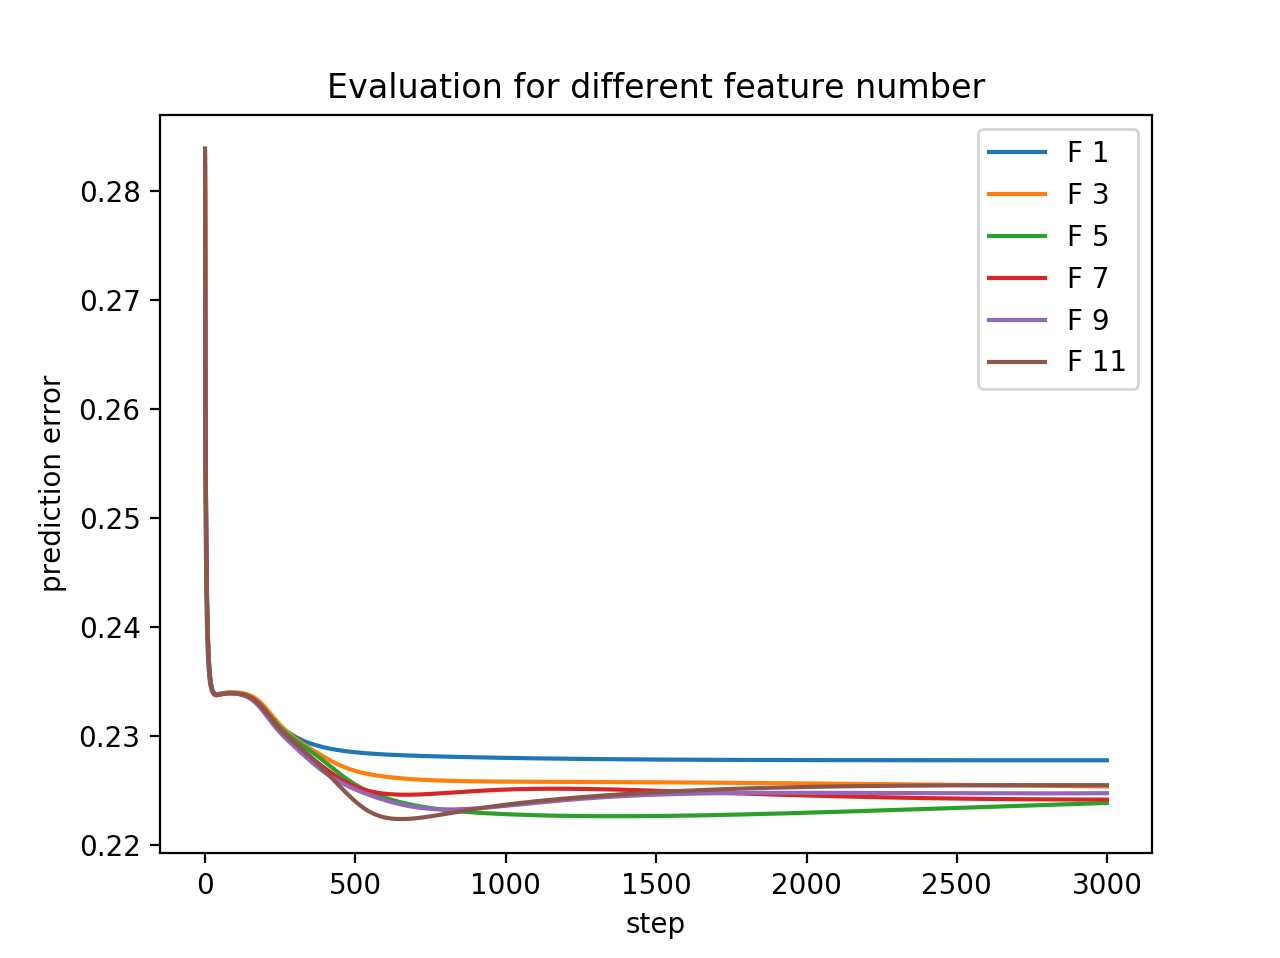 Evaluation for different feature number
F 1
F 3
F 5
F 7
F 9
F 11
prediction error
0.28
0.27
0.26
0.25
0.24
0.23
0.22
0
500
1000
1500
2000
2500
3000
step